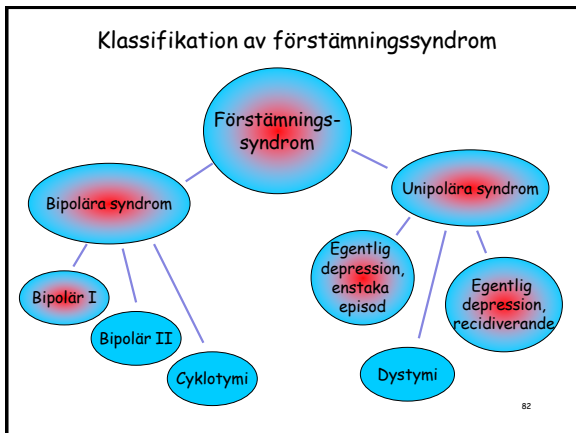 Klassifikation av förstämningssyndrom
Förstämnings-
syndrom
Bipolära syndrom
Unipolära syndrom
Bipolär I
Bipolär II
Cyklotymi
Egentlig
depression,
enstaka
episod
Dystymi
Egentlig
depression,
recidiverande
82